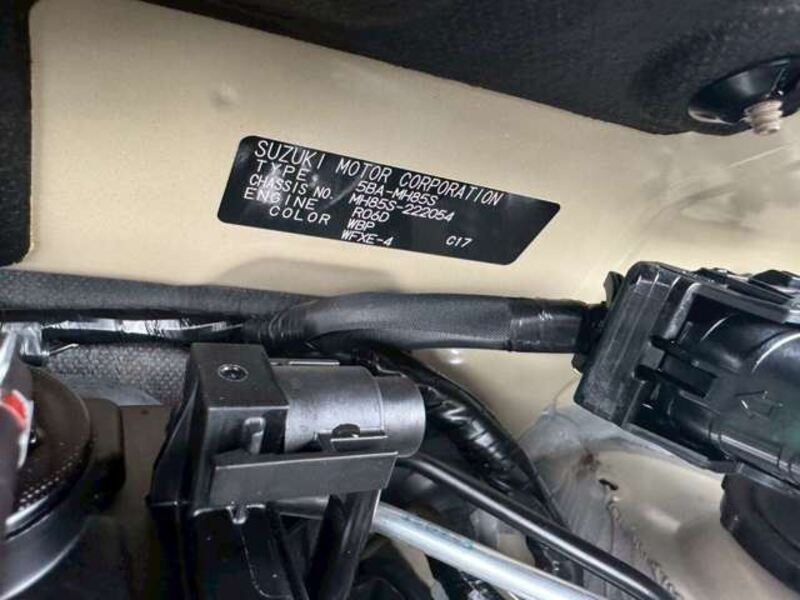 SUZUKI MOTOR CORPORATION
TYPE 5BA-MH85S
CHASSIS NO. MH85S-222054
ENGINE R06D
COLOR WBP
WFXE-4 C17